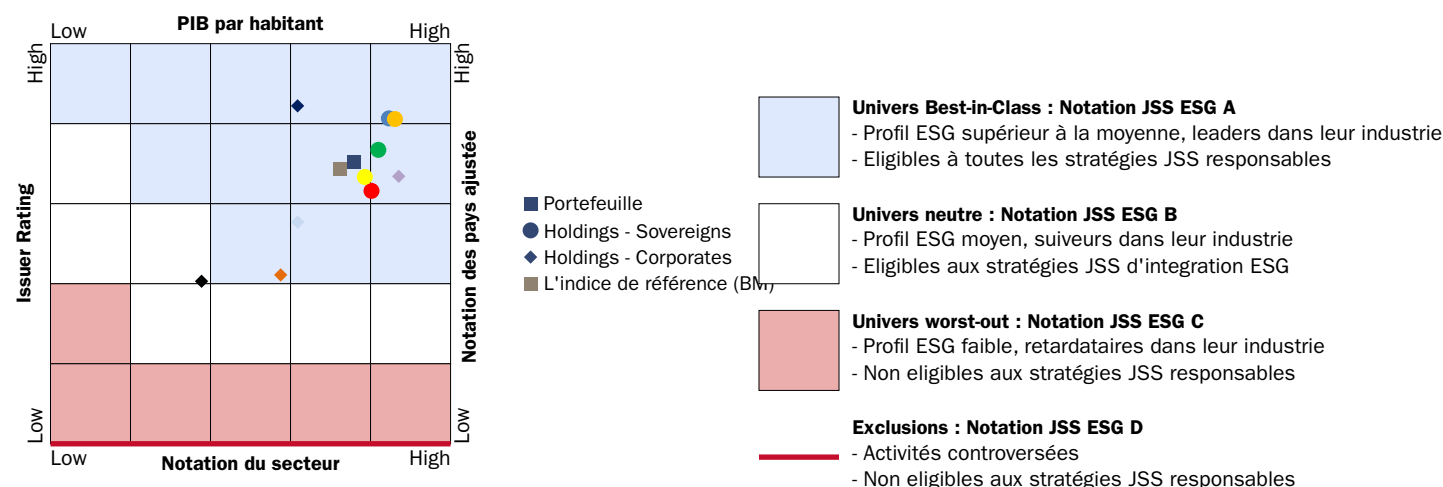 PIB par habitant
Low
High
High
High
Issuer Rating
Notation des pays ajustée
Low
Low
Low
High
Notation du secteur
Portefeuille
Holdings - Sovereigns
Holdings - Corporates
L'indice de référence (BM)
Univers Best-in-Class : Notation JSS ESG A
- Profil ESG supérieur à la moyenne, leaders dans leur industrie
- Eligibles à toutes les stratégies JSS responsables
Univers neutre : Notation JSS ESG B
- Profil ESG moyen, suiveurs dans leur industrie
- Eligibles aux stratégies JSS d'integration ESG
Univers worst-out : Notation JSS ESG C
- Profil ESG faible, retardataires dans leur industrie
- Non eligibles aux stratégies JSS responsables
Exclusions : Notation JSS ESG D
- Activités controversées
- Non eligibles aux stratégies JSS responsables